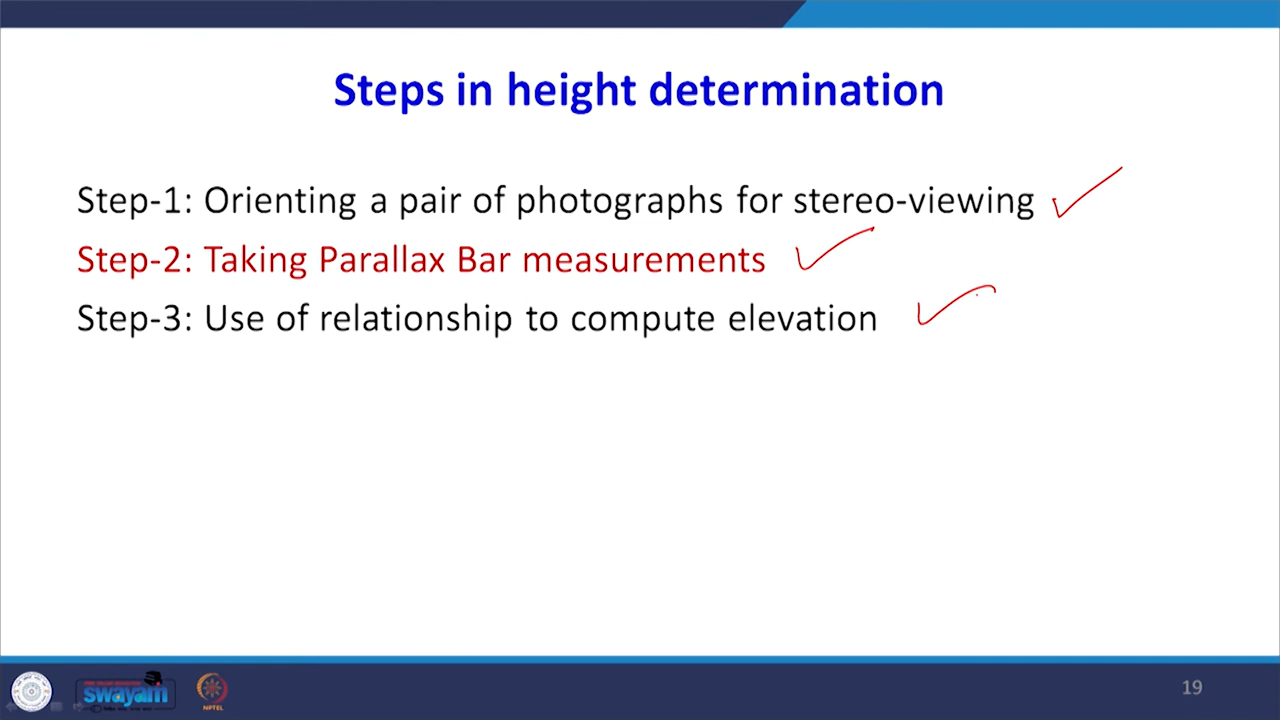 Steps in height determination
Step-1: Orienting a pair of photographs for stereo-viewing
Step-2: Taking Parallax Bar measurements
Step-3: Use of relationship to compute elevation
swayam
NPTEL
19